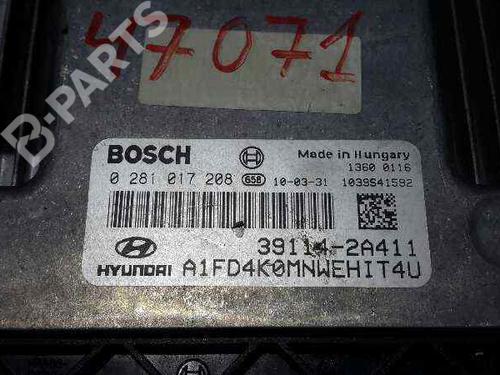 47071
B-PARTS
BOSCH
Made in Hungary
1360 0116
0 281 017 208 658 10-03-31 1039S41592
39114-2A411
HYUNDAI A1FD4K0MNWEHIT4U